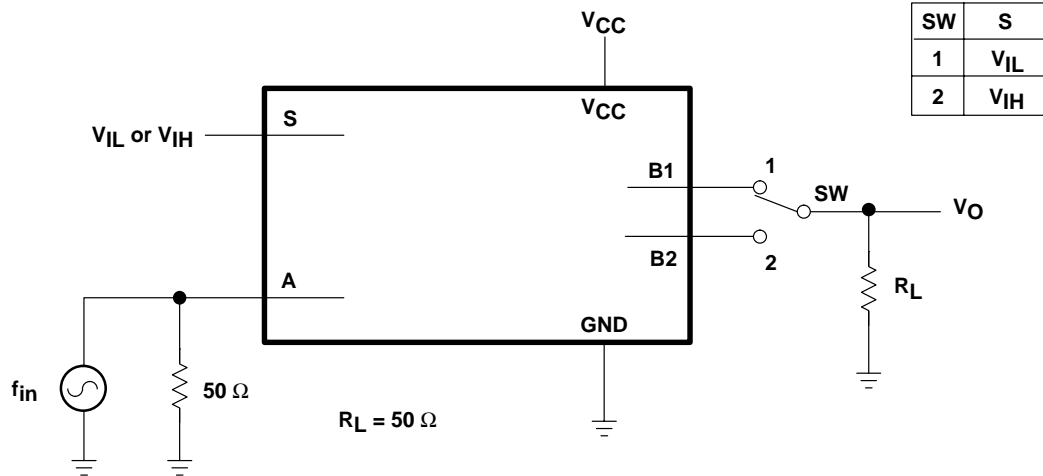 VCC
SW S
1 VIL
2 VIH
VCC
S
VIL or VIH
B1
1
SW
VO
B2
2
A
RL
GND
fin
50 Ω
RL = 50 Ω